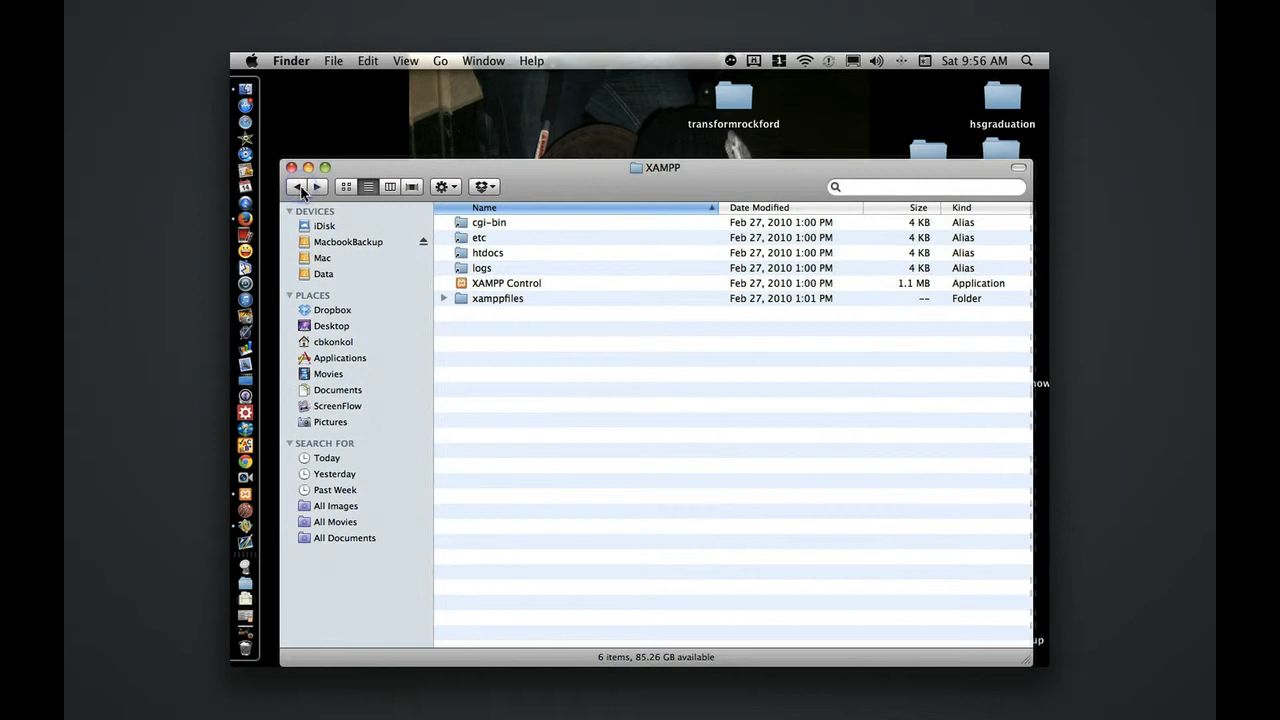 Finder File Edit View Go Window Help Sat 9:56 AM
transformrockford
hsgraduation
XAMPP
DEVICES
iDisk
MacbookBackup
Mac
Data
PLACES
Dropbox
Desktop
cbkonkol
Applications
Movies
Documents
ScreenFlow
Pictures
SEARCH FOR
Today
Yesterday
Past Week
All Images
All Movies
All Documents
Name Date Modified Size Kind
cgi-bin Feb 27, 2010 1:00 PM 4 KB Alias
etc Feb 27, 2010 1:00 PM 4 KB Alias
htdocs Feb 27, 2010 1:00 PM 4 KB Alias
logs Feb 27, 2010 1:00 PM 4 KB Alias
XAMPP Control Feb 27, 2010 1:00 PM 1.1 MB Application
xamppfiles Feb 27, 2010 1:01 PM -- Folder
6 items, 85.26 GB available